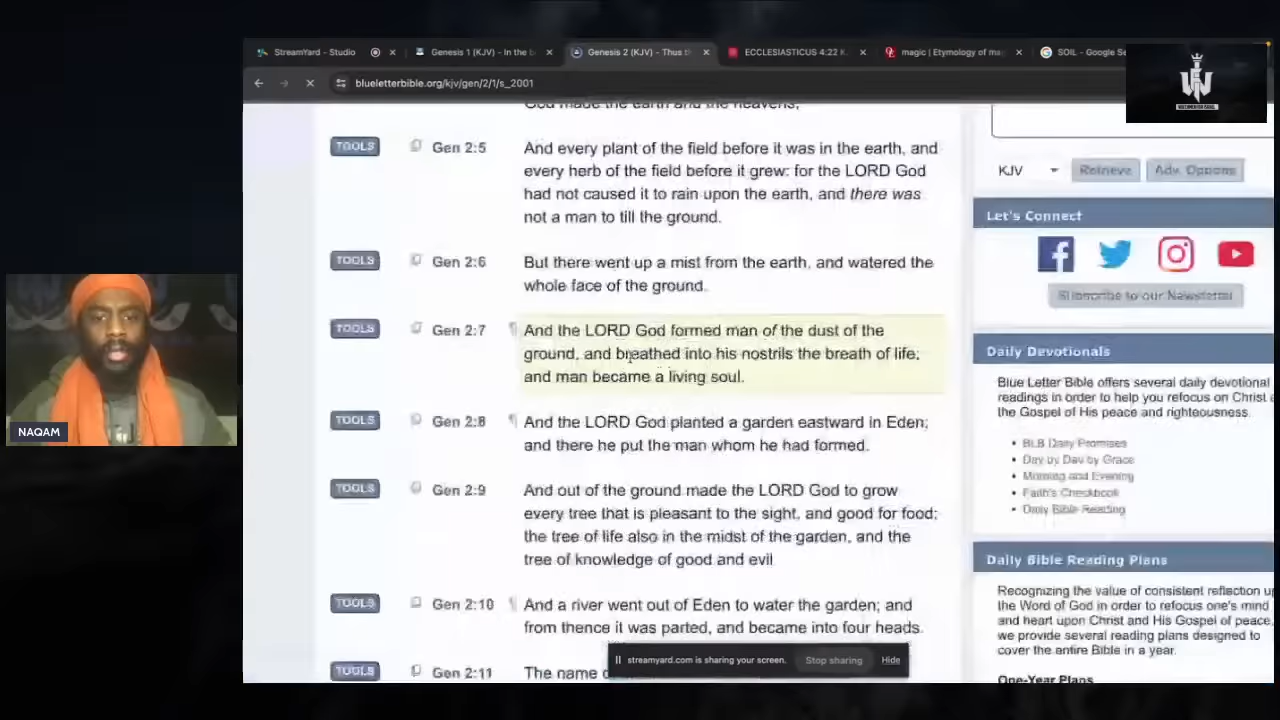 StreamYard - Studio
Genesis 1 (KJV) - In the b
Genesis 2 (KJV) - Thus th
ECCLESIASTICUS 4:22 K
magic | Etymology of ma
SOIL - Google Se
blueletterbible.org/kjv/gen/2/1/s_2001
God made the earth and the heavens,
TOOLS Gen 2:5 And every plant of the field before it was in the earth, and
every herb of the field before it grew: for the LORD God
had not caused it to rain upon the earth, and there was
not a man to till the ground.
TOOLS Gen 2:6 But there went up a mist from the earth, and watered the
whole face of the ground.
TOOLS Gen 2:7 ¶ And the LORD God formed man of the dust of the
ground, and breathed into his nostrils the breath of life;
and man became a living soul.
TOOLS Gen 2:8 ¶ And the LORD God planted a garden eastward in Eden;
and there he put the man whom he had formed.
TOOLS Gen 2:9 And out of the ground made the LORD God to grow
every tree that is pleasant to the sight, and good for food;
the tree of life also in the midst of the garden, and the
tree of knowledge of good and evil
TOOLS Gen 2:10 ¶ And a river went out of Eden to water the garden; and
from thence it was parted, and became into four heads.
TOOLS Gen 2:11 The name
streamyard.com is sharing your screen. Stop sharing Hide
KJV Retrieve Adv. Options
Let's Connect
Subscribe to our Newsletter
Daily Devotionals
Blue Letter Bible offers several daily devotional
readings in order to help you refocus on Christ
the Gospel of His peace and righteousness.
BLB Daily Promises
Day by Day by Grace
Morning and Evening
Faith's Checkbook
Daily Bible Reading
Daily Bible Reading Plans
Recognizing the value of consistent reflection up
the Word of God in order to refocus one's mind
and heart upon Christ and His Gospel of peace,
we provide several reading plans designed to
cover the entire Bible in a year.
One-Year Plans
NAQAM